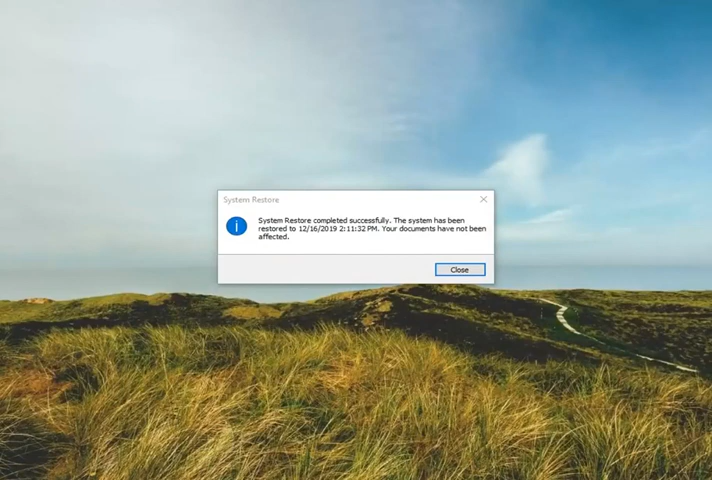 System Restore
System Restore completed successfully. The system has been
restored to 12/16/2019 2:11:32 PM. Your documents have not been
affected.
Close